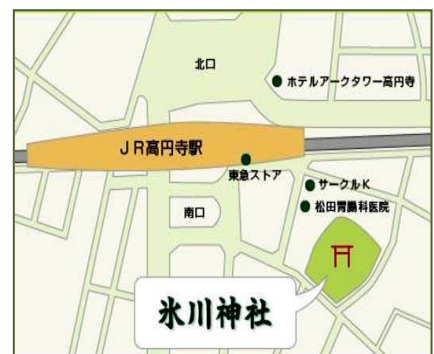 北口
ホテルアークタワー高円寺
JR高円寺駅
東急ストア
サークルK
南口
松田胃腸科医院
氷川神社